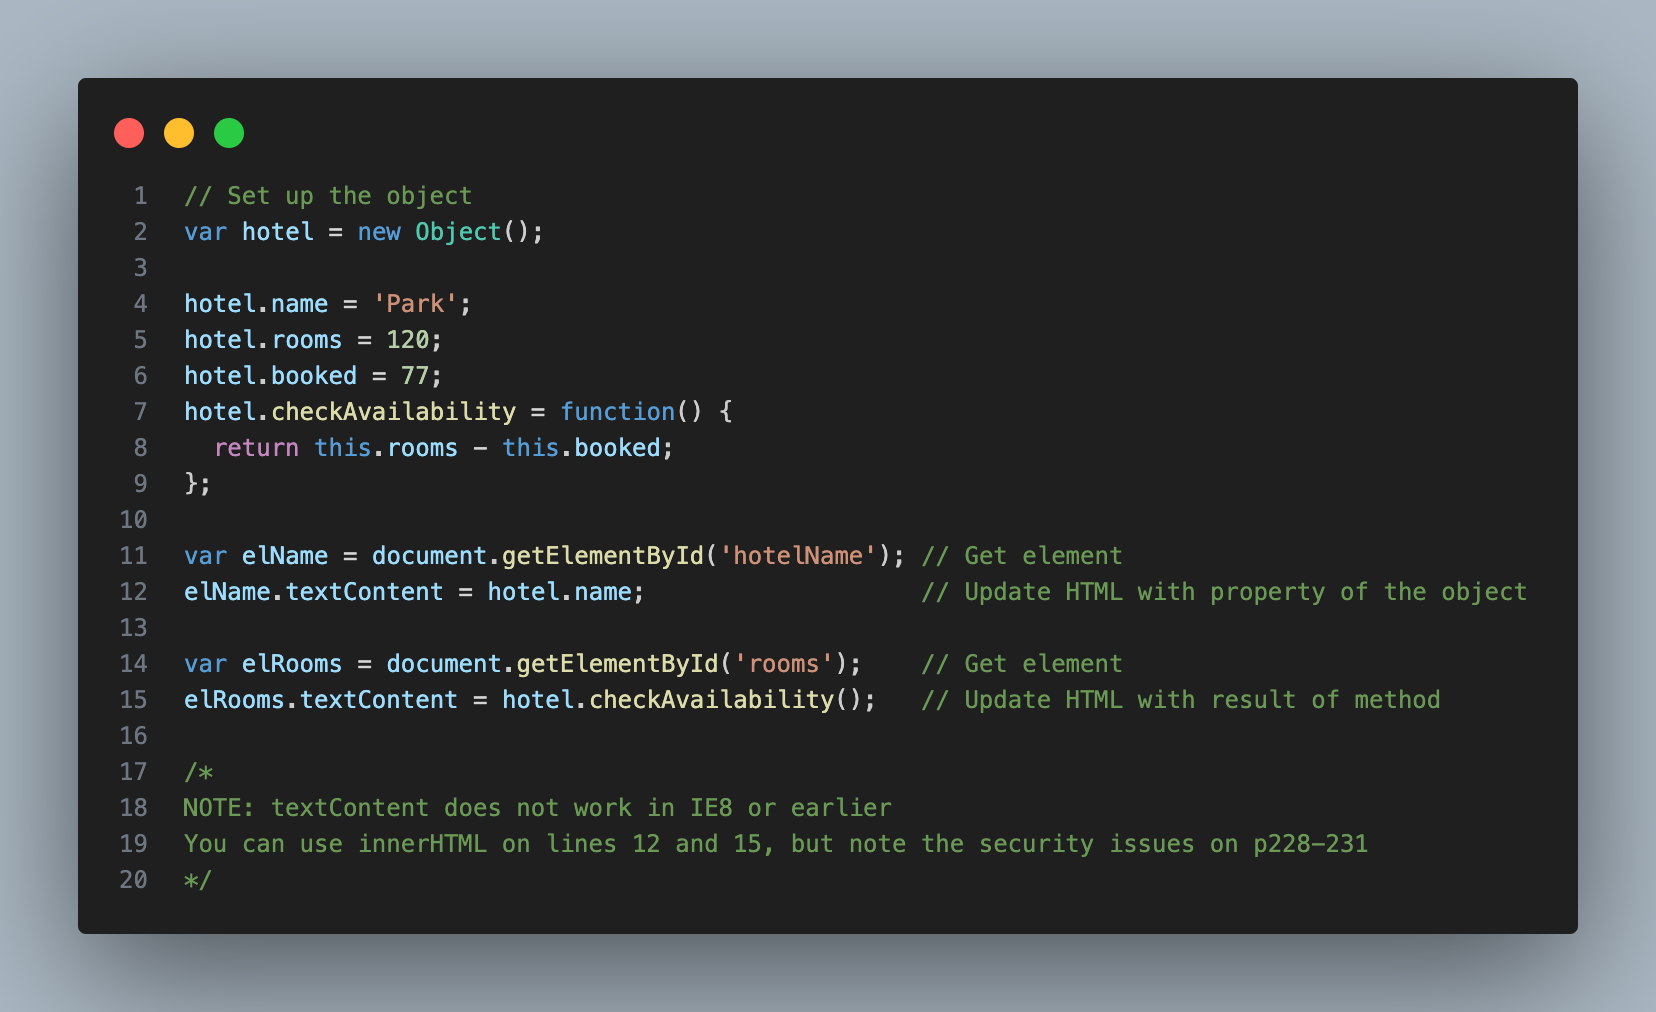 1 // Set up the object
2 var hotel = new Object();
3
4 hotel.name = 'Park';
5 hotel.rooms = 120;
6 hotel.booked = 77;
7 hotel.checkAvailability = function() {
8   return this.rooms - this.booked;
9 };
10
11 var elName = document.getElementById('hotelName'); // Get element
12 elName.textContent = hotel.name;                   // Update HTML with property of the object
13
14 var elRooms = document.getElementById('rooms');    // Get element
15 elRooms.textContent = hotel.checkAvailability();   // Update HTML with result of method
16
17 /*
18 NOTE: textContent does not work in IE8 or earlier
19 You can use innerHTML on lines 12 and 15, but note the security issues on p228-231
20 */